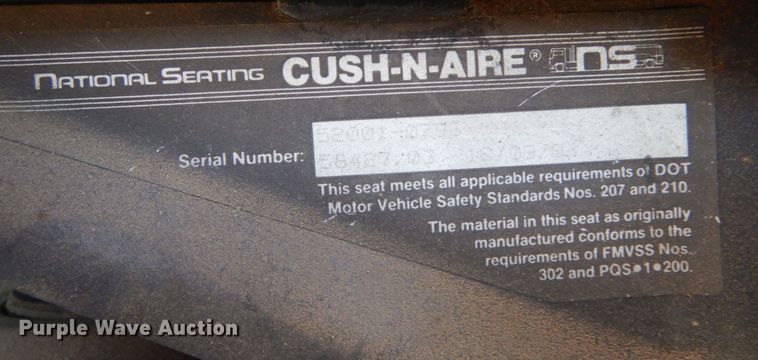 NATIONAL SEATING CUSH-N-AIRE® NS
Serial Number:
This seat meets all applicable requirements of DOT
Motor Vehicle Safety Standards Nos. 207 and 210.
The material in this seat as originally
manufactured conforms to the
requirements of FMVSS Nos.
302 and PQS•1•200.
Purple Wave Auction